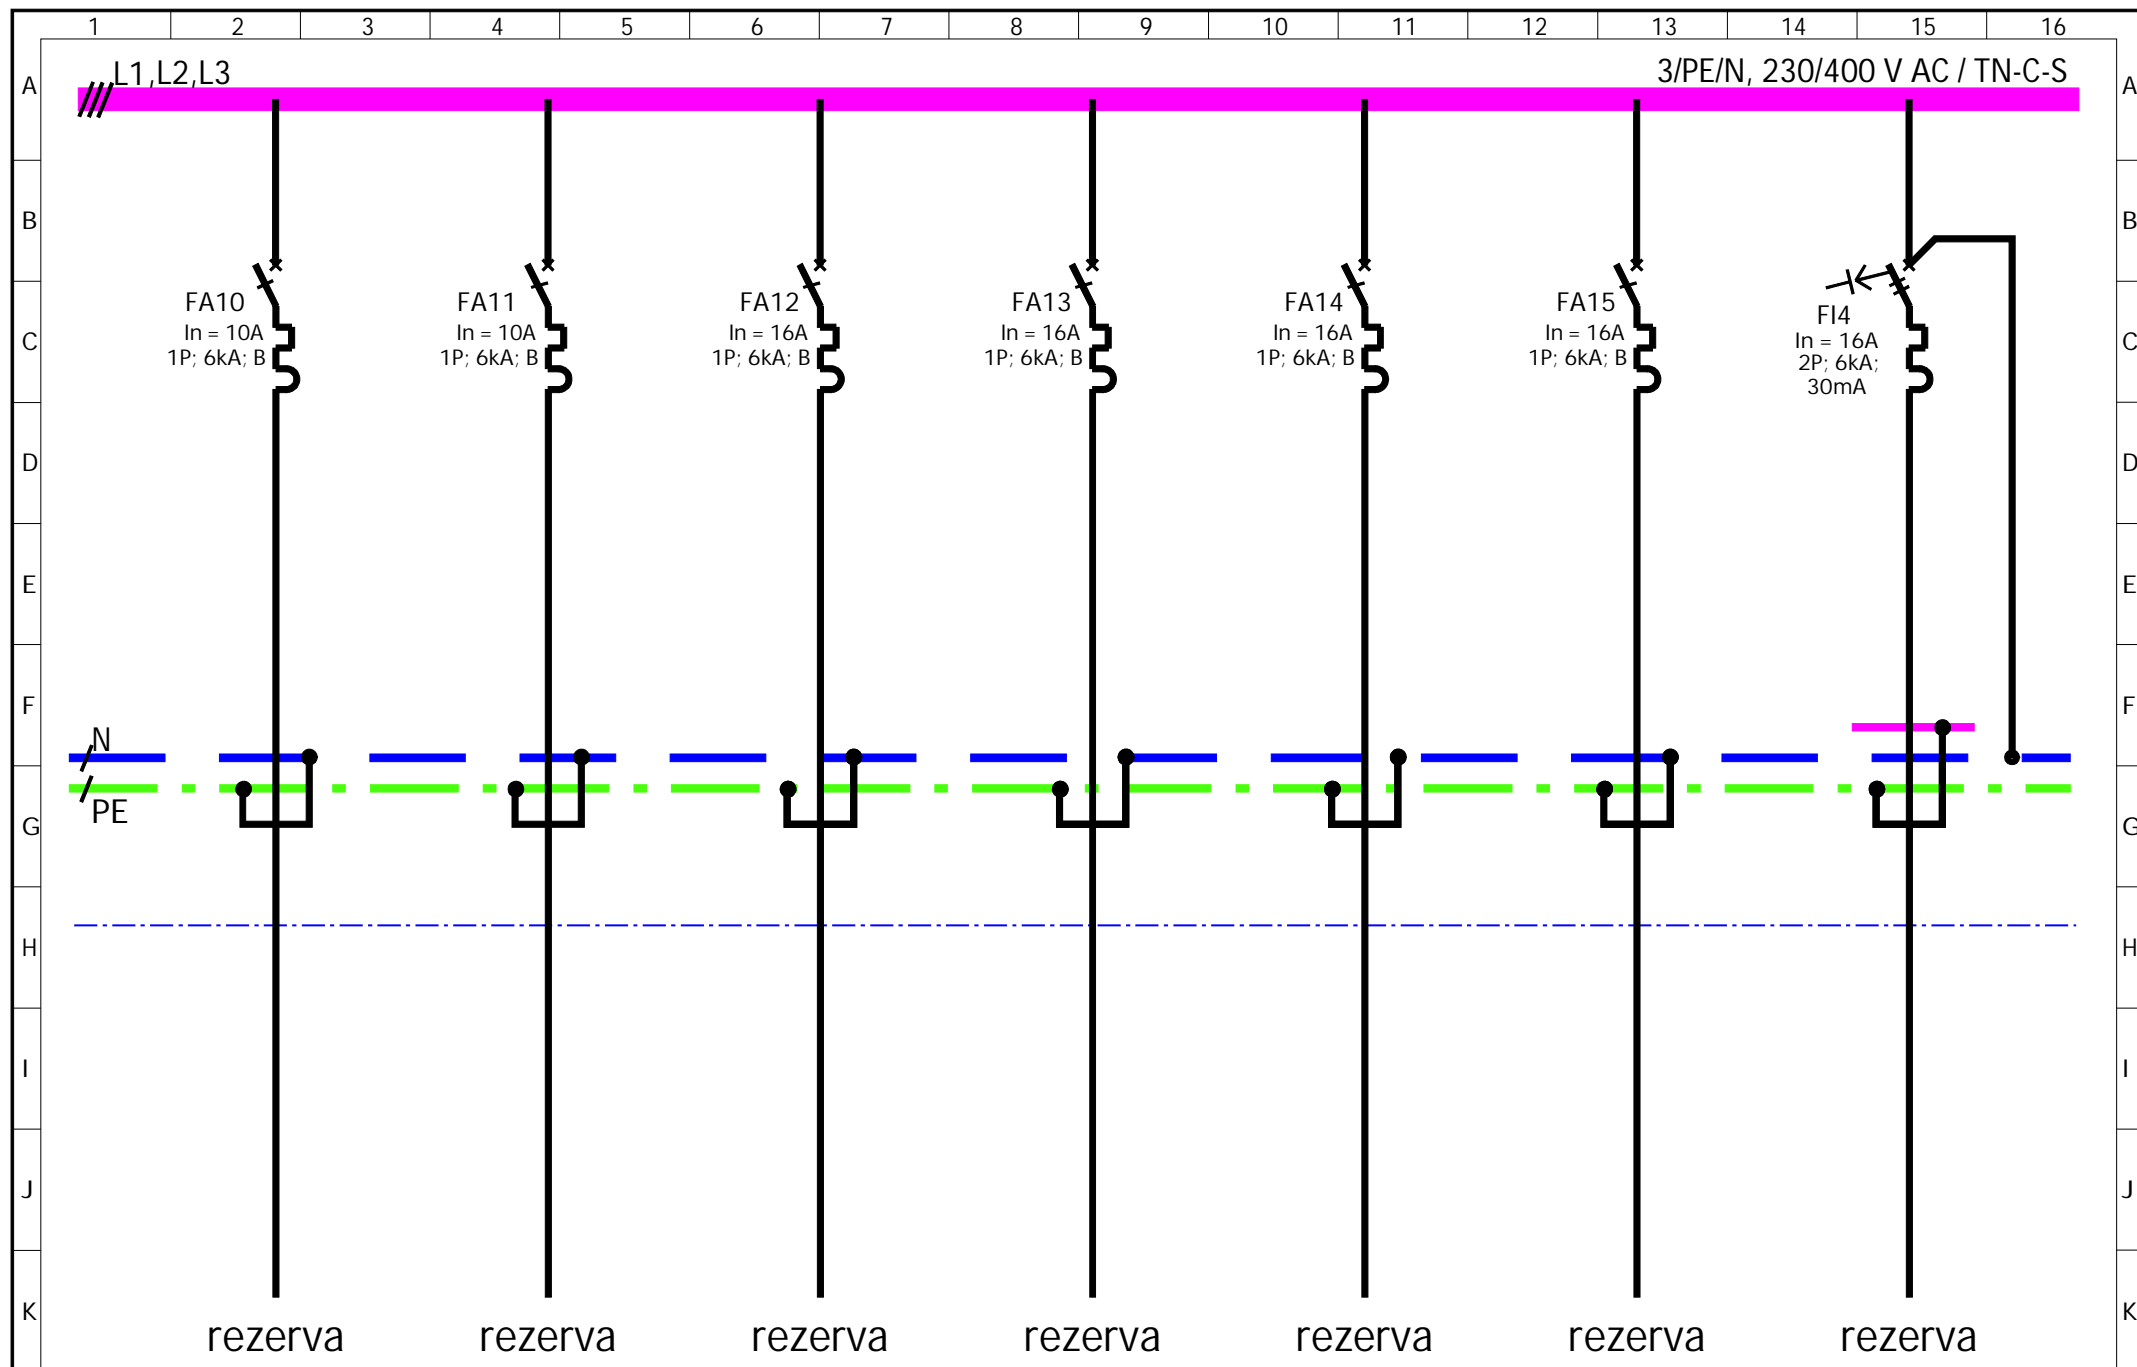 1 2 3 4 5 6 7 8 9 10 11 12 13 14 15 16
A L1,L2,L3 3/PE/N, 230/400 V AC / TN-C-S A
B B
FA10 FA11 FA12 FA13 FA14 FA15 FI4
In = 10A In = 10A In = 16A In = 16A In = 16A In = 16A In = 16A
C 1P; 6kA; B 1P; 6kA; B 1P; 6kA; B 1P; 6kA; B 1P; 6kA; B 1P; 6kA; B 2P; 6kA; C
30mA
D D
E E
F F
N
PE
G G
H H
I I
J J
K K
rezerva rezerva rezerva rezerva rezerva rezerva rezerva